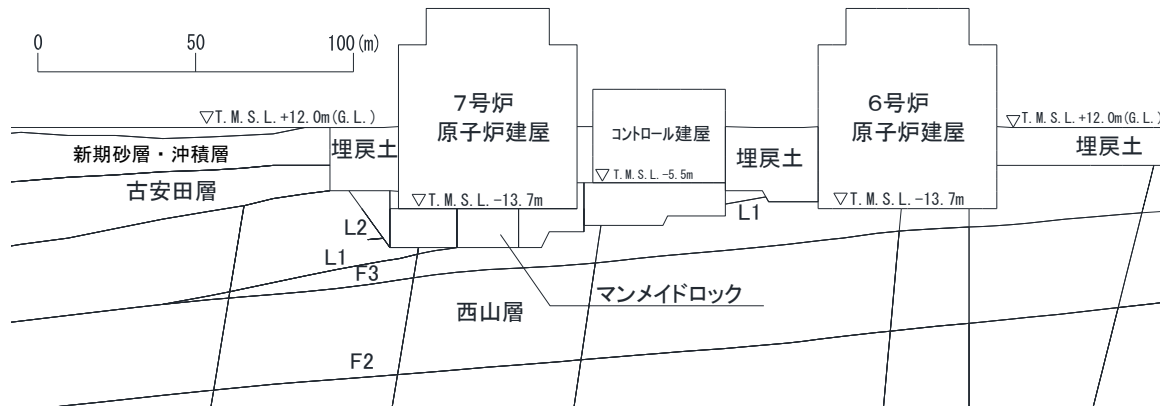 0 50 100(m)
7号炉
原子炉建屋
6号炉
原子炉建屋
▽T.M.S.L.+12.0m(G.L.)
コントロール建屋
▽T.M.S.L.+12.0m(G.L.)
新期砂層・沖積層
埋戻土
埋戻土
埋戻土
▽T.M.S.L.-5.5m
古安田層
▽T.M.S.L.-13.7m
▽T.M.S.L.-13.7m
L2
L1
L1
F3
マンメイドロック
西山層
F2